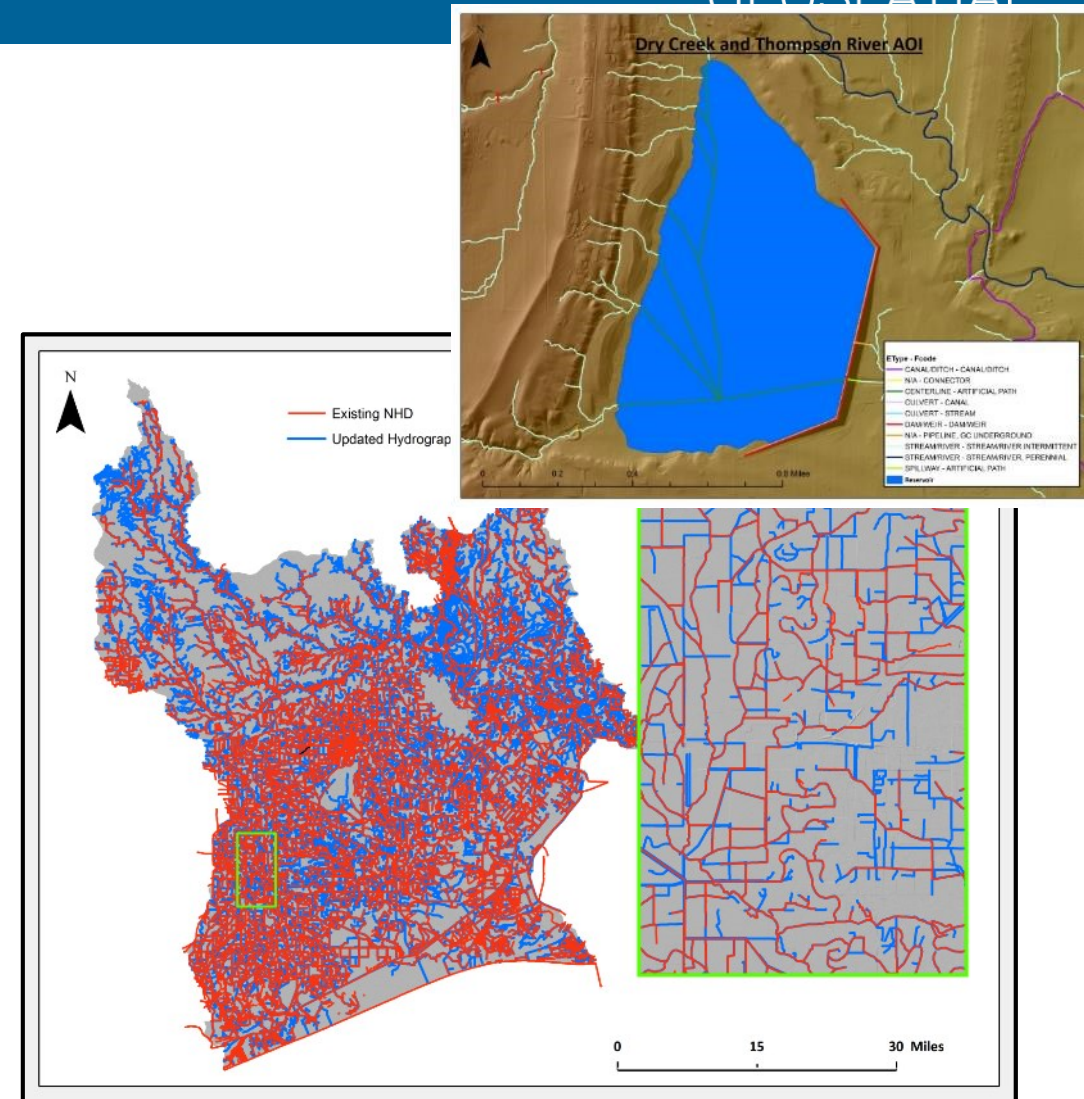 Dry Creek and Thompson River AOI
N
EType - Fcode
CANAL/DITCH - CANAL/DITCH
N/A - CONNECTOR
CENTERLINE - ARTIFICIAL PATH
CULVERT - CANAL
CULVERT - STREAM
DAM/WEIR - DAM/WEIR
N/A - PIPELINE, GC UNDERGROUND
STREAM/RIVER - STREAM/RIVER INTERMITTENT
STREAM/RIVER - STREAM/RIVER, PERENNIAL
SPILLWAY - ARTIFICIAL PATH
Reservoir
0 0.2 0.4 0.8 Miles
N
Existing NHD
Updated Hydrograp
0 15 30 Miles